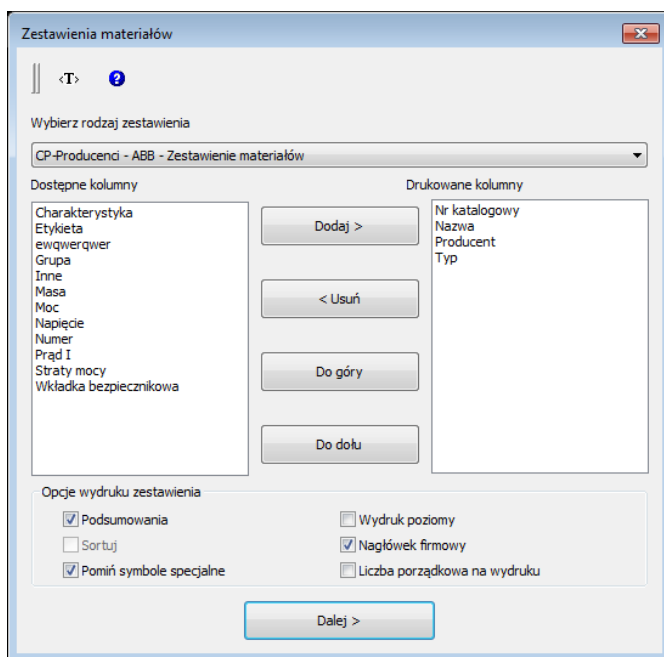 Zestawienia materiałów
<T>
?
Wybierz rodzaj zestawienia
CP-Producenci - ABB - Zestawienie materiałów
Dostępne kolumny
Drukowane kolumny
Charakterystyka
Etykieta
ewqwerqwer
Grupa
Inne
Masa
Moc
Napięcie
Numer
Prąd I
Straty mocy
Wkładka bezpiecznikowa
Dodaj >
< Usuń
Do góry
Do dołu
Nr katalogowy
Nazwa
Producent
Typ
Opcje wydruku zestawienia
Podsumowania
Wydruk poziomy
Sortuj
Nagłówek firmowy
Pomiń symbole specjalne
Liczba porządkowa na wydruku
Dalej >